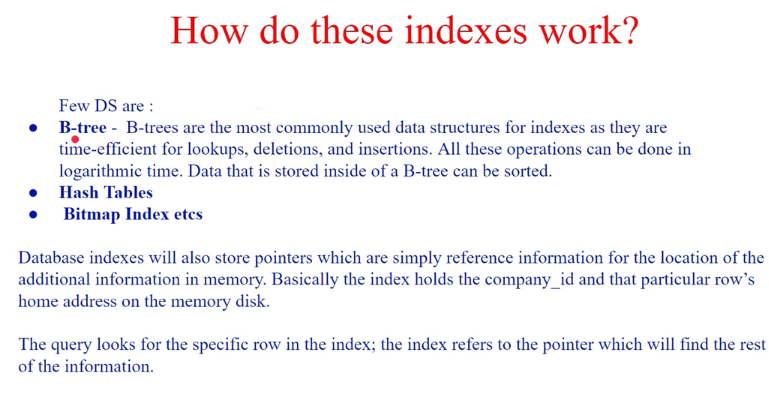 How do these indexes work?
Few DS are :
● B-tree - B-trees are the most commonly used data structures for indexes as they are
time-efficient for lookups, deletions, and insertions. All these operations can be done in
logarithmic time. Data that is stored inside of a B-tree can be sorted.
● Hash Tables
● Bitmap Index etcs
Database indexes will also store pointers which are simply reference information for the location of the
additional information in memory. Basically the index holds the company_id and that particular row's
home address on the memory disk.
The query looks for the specific row in the index; the index refers to the pointer which will find the rest
of the information.